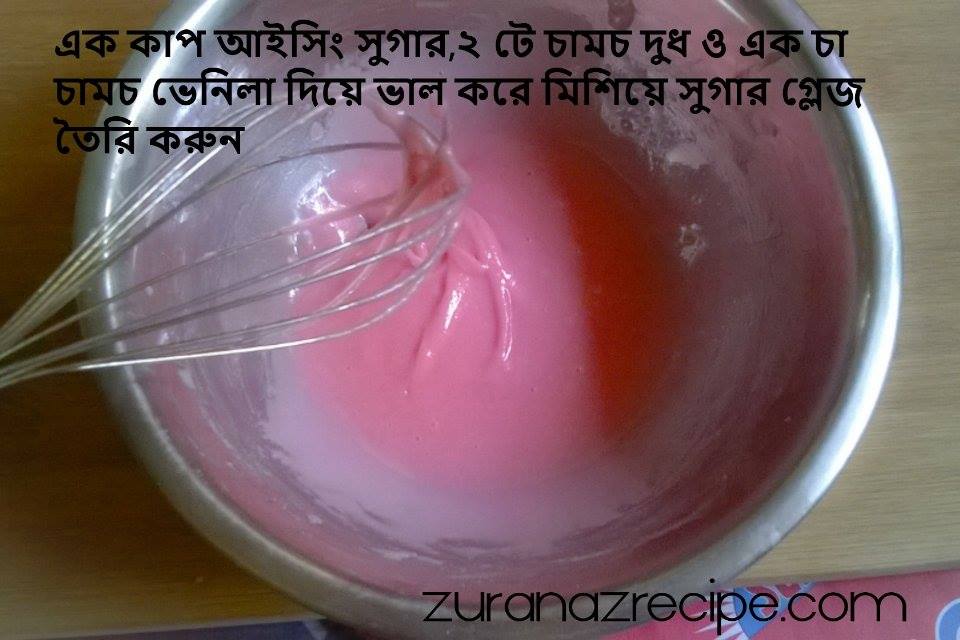 এক কাপ আইসিং সুগার,২ টে চামচ দুধ ও এক চা
চামচ ভেনিলা দিয়ে ভাল করে মিশিয়ে সুগার গ্লেজ
তৈরি করুন
zuranazrecipe.com